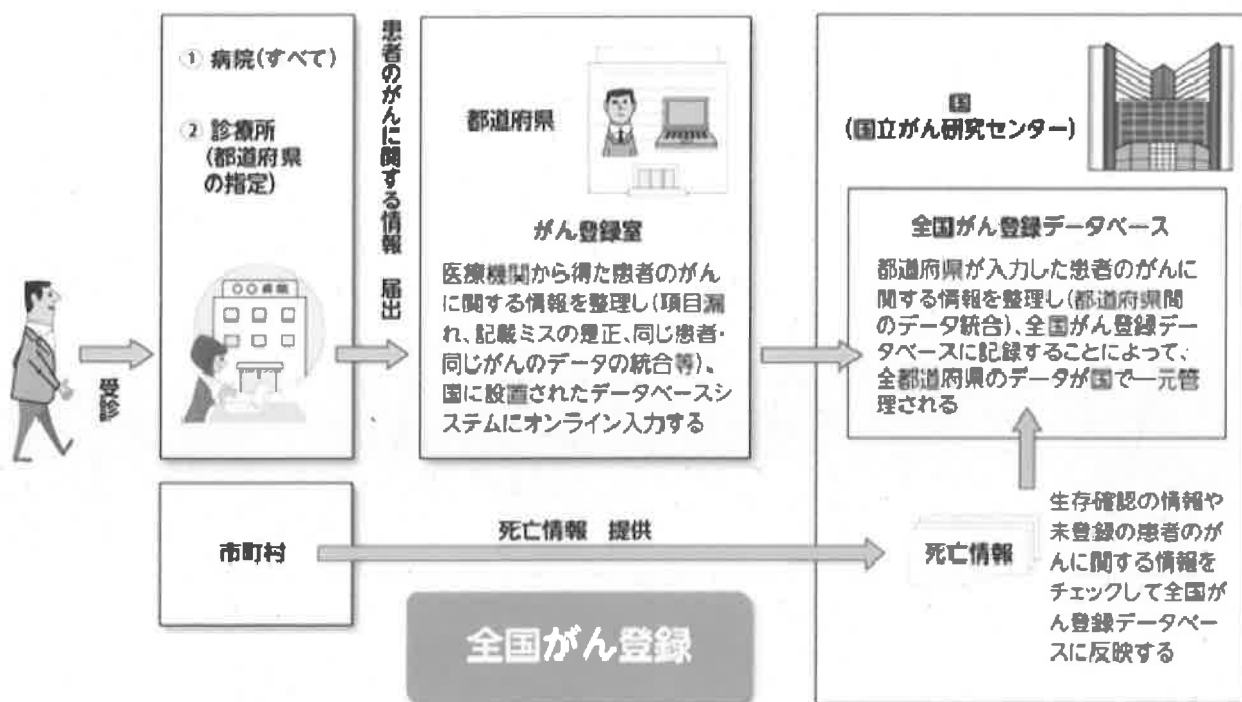 ① 病院(すべて)
② 診療所
(都道府県
の指定)
○○病院
受診
患者のがんに関する情報 届出
都道府県
がん登録室
医療機関から得た患者のがん
に関する情報を整理し(項目漏
れ、記載ミスの是正、同じ患者・
同じがんのデータの統合等)、
国に設置されたデータベースシ
ステムにオンライン入力する
国
(国立がん研究センター)
全国がん登録データベース
都道府県が入力した患者のがんに
関する情報を整理し(都道府県間
のデータ統合)、全国がん登録デー
タベースに記録することによって、
全都道府県のデータが国で一元管
理される
市町村
死亡情報 提供
死亡情報
生存確認の情報や
未登録の患者のが
んに関する情報を
チェックして全国が
ん登録データベー
スに反映する
全国がん登録